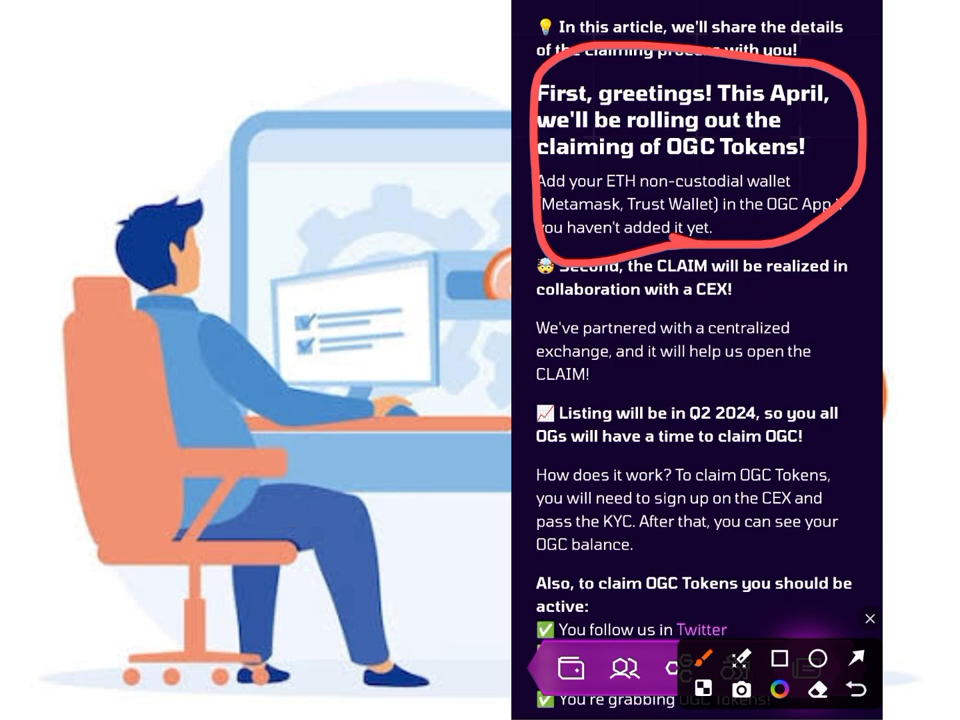 💡 In this article, we'll share the details
of the claiming process with you!
First, greetings! This April,
we'll be rolling out the
claiming of OGC Tokens!
Add your ETH non-custodial wallet
(Metamask, Trust Wallet) in the OGC App if
you haven't added it yet.
🤯 Second, the CLAIM will be realized in
collaboration with a CEX!
We've partnered with a centralized
exchange, and it will help us open the
CLAIM!
📈 Listing will be in Q2 2024, so you all
OGs will have a time to claim OGC!
How does it work? To claim OGC Tokens,
you will need to sign up on the CEX and
pass the KYC. After that, you can see your
OGC balance.
Also, to claim OGC Tokens you should be
active:
✅ You follow us in Twitter
✅ You're grabbing OGC Tokens!